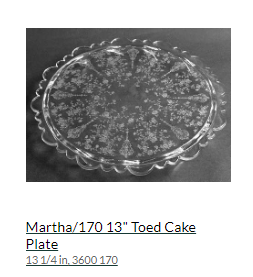 Martha/170 13" Toed Cake
Plate
13 1/4 in, 3600 170